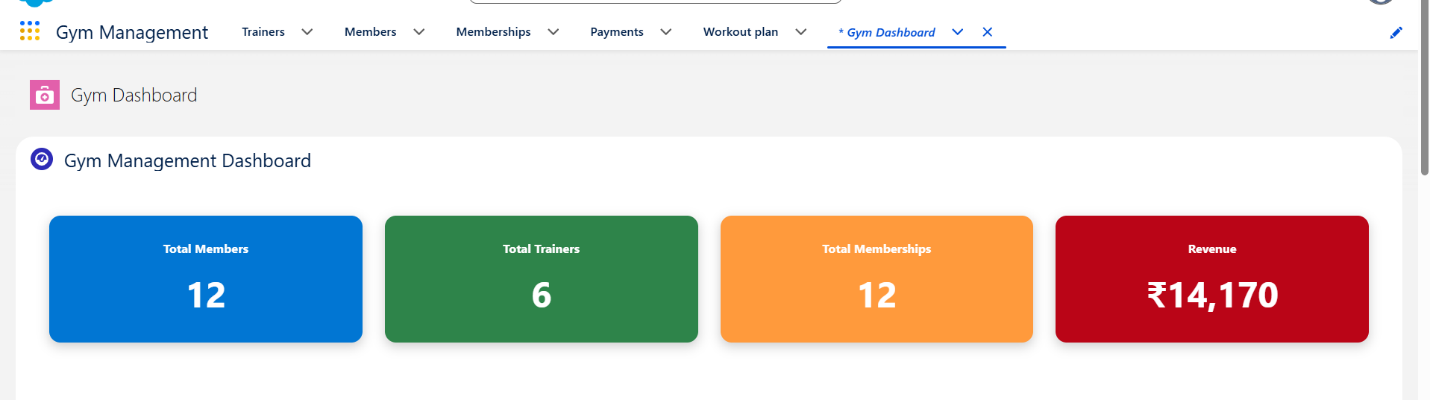 Gym Management Trainers Members Memberships Payments Workout plan * Gym Dashboard
Gym Dashboard
Gym Management Dashboard
Total Members Total Trainers Total Memberships Revenue
12 6 12 ₹14,170